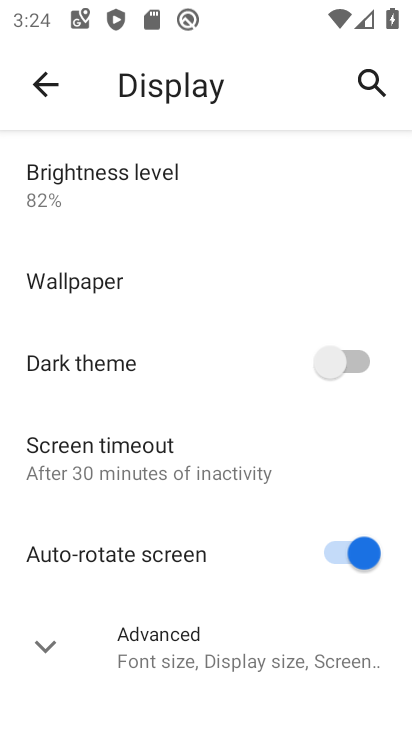 3:24
Display
Brightness level
82%
Wallpaper
Dark theme
Screen timeout
After 30 minutes of inactivity
Auto-rotate screen
Advanced
Font size, Display size, Screen..